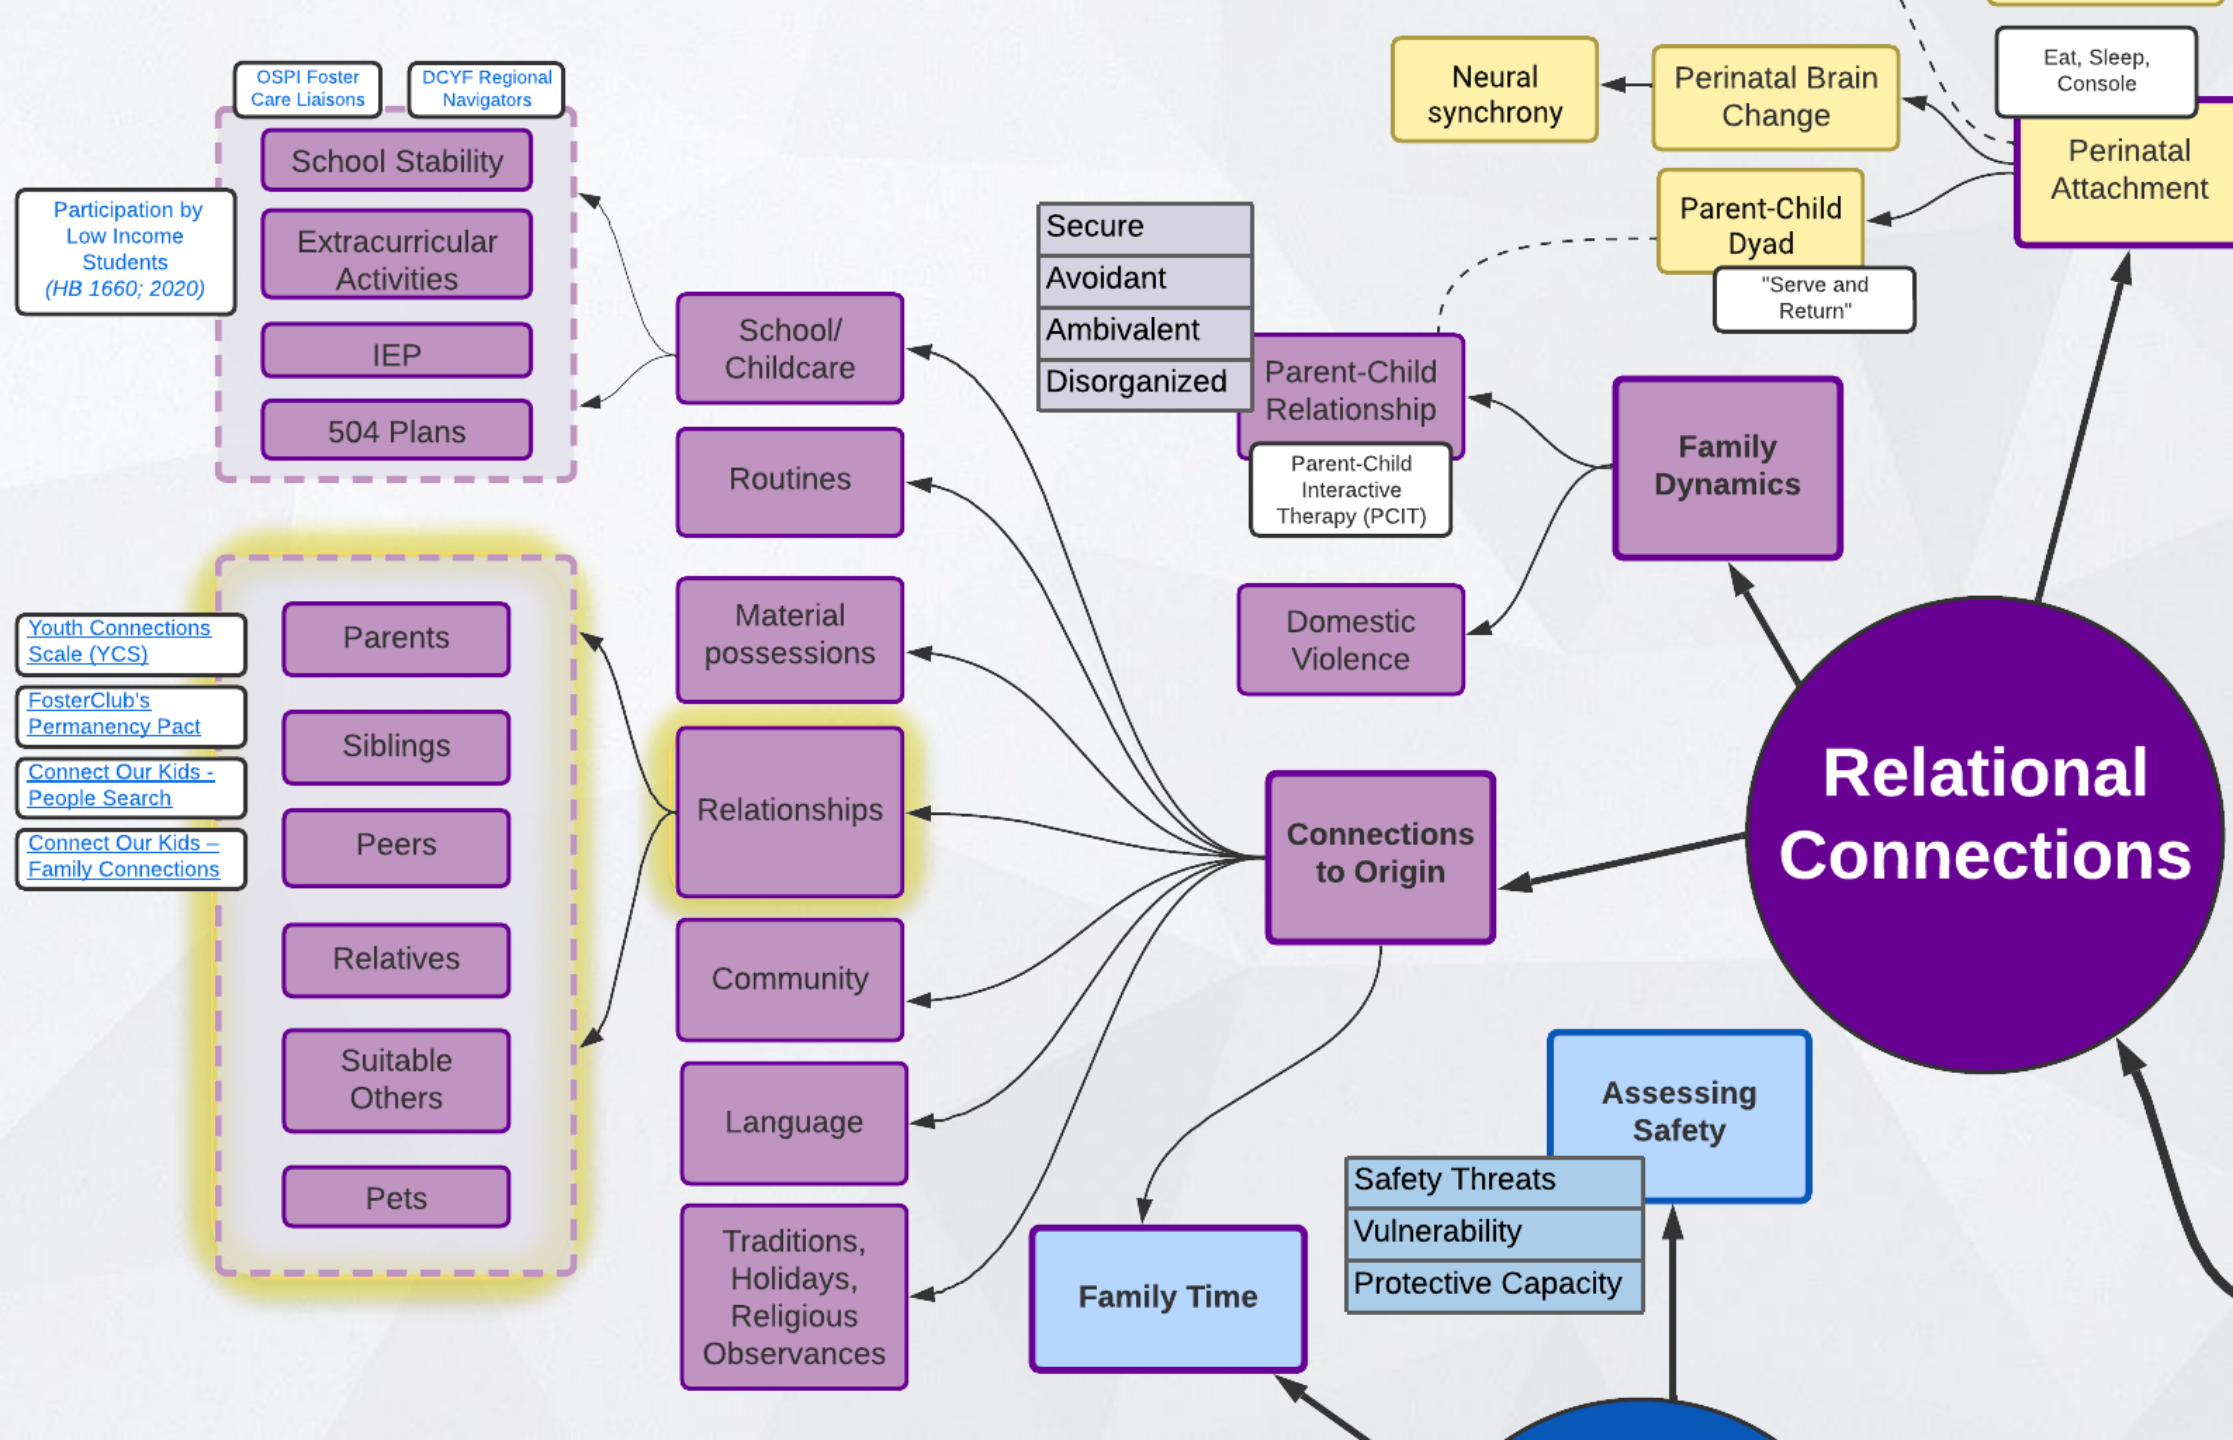 OSPI Foster
Care Liaisons
DCYF Regional
Navigators
School Stability
Extracurricular
Activities
IEP
504 Plans
Participation by
Low Income
Students
(HB 1660; 2020)
Parents
Siblings
Peers
Relatives
Suitable
Others
Pets
Youth Connections
Scale (YCS)
FosterClub's
Permanency Pact
Connect Our Kids -
People Search
Connect Our Kids –
Family Connections
School/
Childcare
Routines
Material
possessions
Relationships
Community
Language
Traditions,
Holidays,
Religious
Observances
Neural
synchrony
Perinatal Brain
Change
Eat, Sleep,
Console
Perinatal
Attachment
Parent-Child
Dyad
"Serve and
Return"
Secure
Avoidant
Ambivalent
Disorganized
Parent-Child
Relationship
Parent-Child
Interactive
Therapy (PCIT)
Family
Dynamics
Domestic
Violence
Relational
Connections
Connections
to Origin
Assessing
Safety
Safety Threats
Vulnerability
Protective Capacity
Family Time